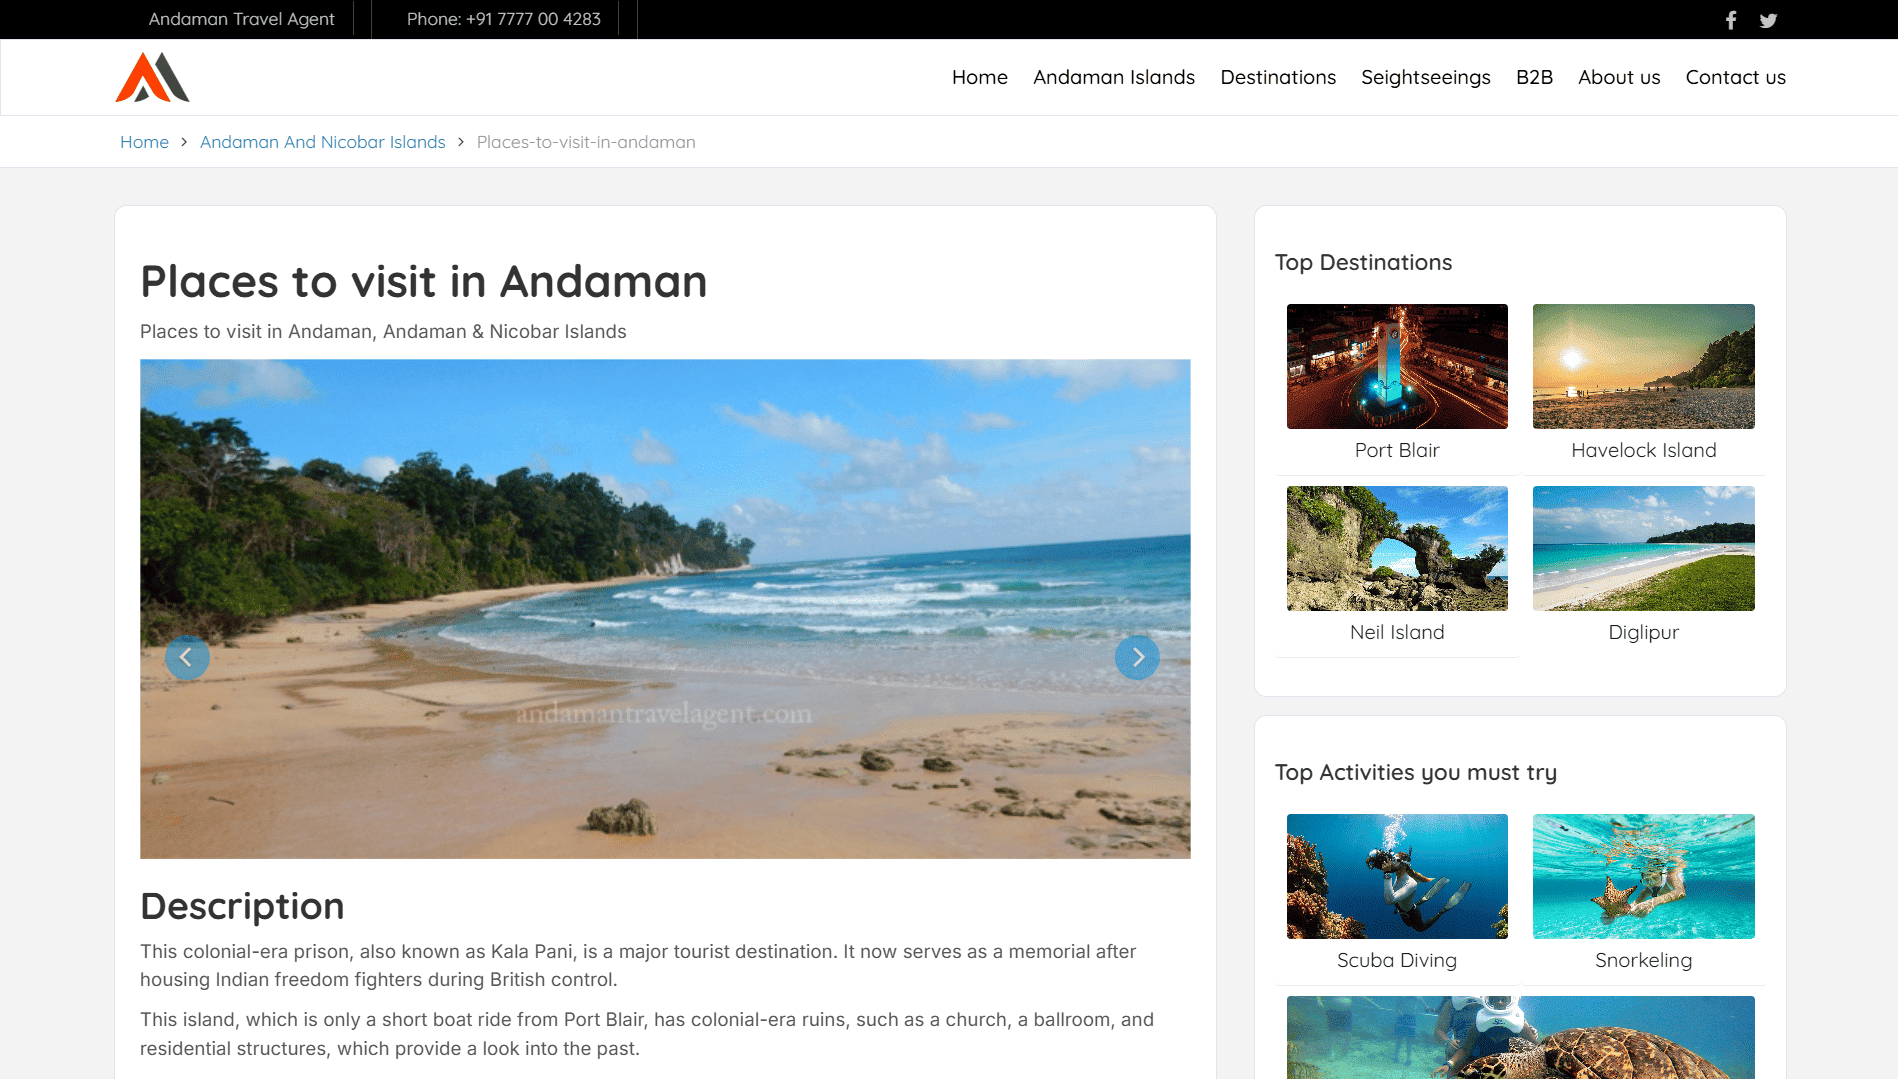 Andaman Travel Agent
Phone: +91 7777 00 4283
Home
Andaman Islands
Destinations
Seightseeings
B2B
About us
Contact us
Home > Andaman And Nicobar Islands > Places-to-visit-in-andaman
Places to visit in Andaman
Places to visit in Andaman, Andaman & Nicobar Islands
andamantravelagent.com
Description
This colonial-era prison, also known as Kala Pani, is a major tourist destination. It now serves as a memorial after
housing Indian freedom fighters during British control.
This island, which is only a short boat ride from Port Blair, has colonial-era ruins, such as a church, a ballroom, and
residential structures, which provide a look into the past.
Top Destinations
Port Blair
Havelock Island
Neil Island
Diglipur
Top Activities you must try
Scuba Diving
Snorkeling